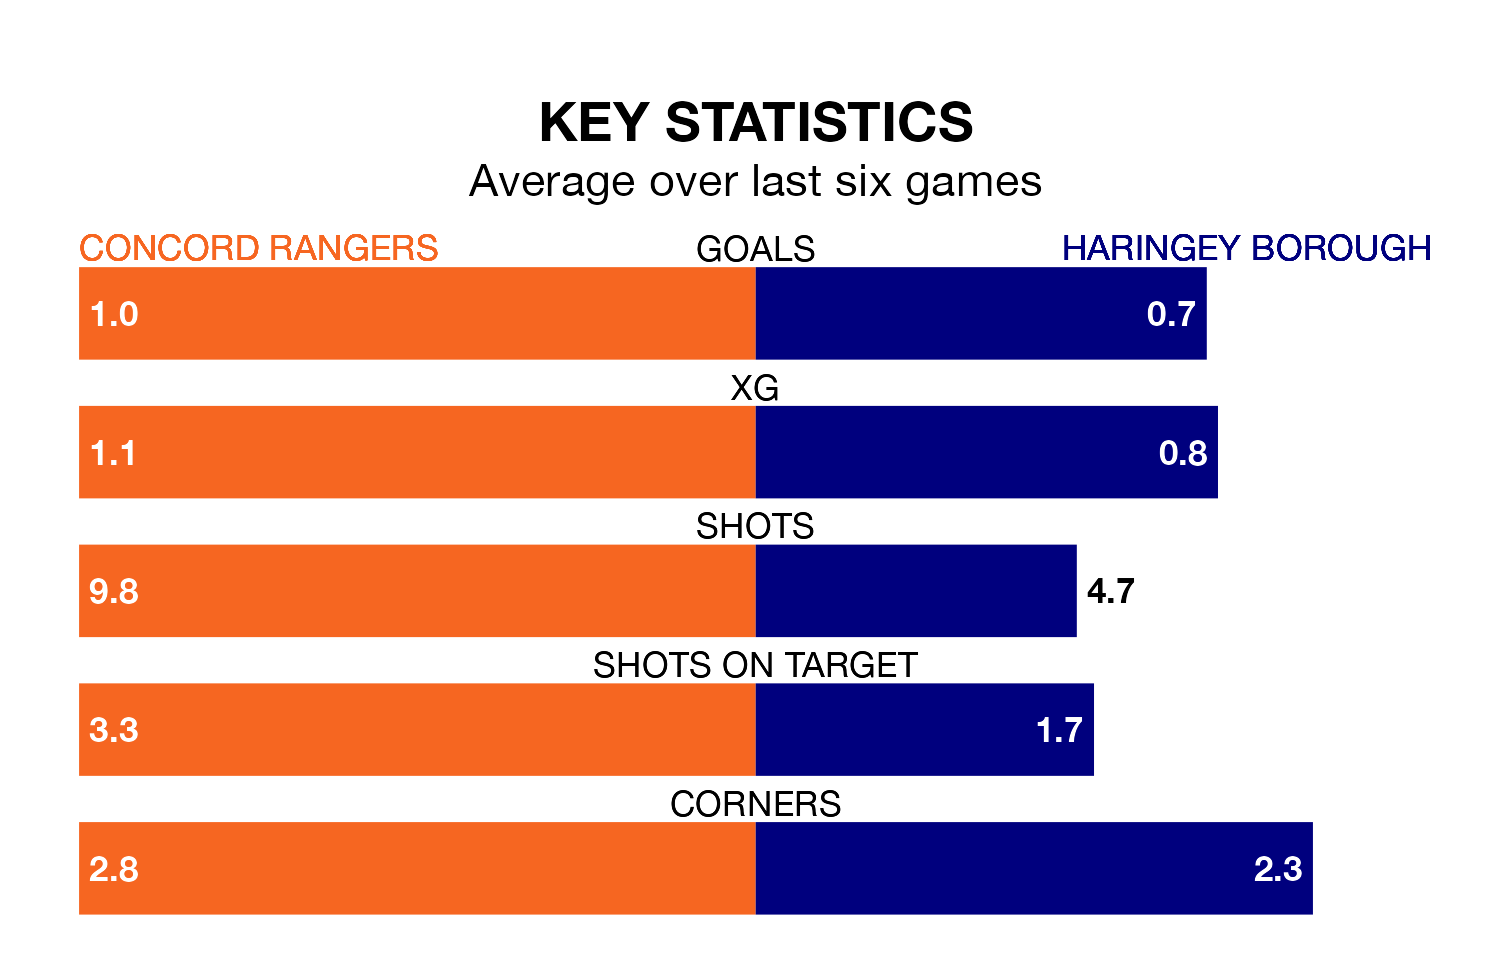 KEY STATISTICS
Average over last six games
CONCORD RANGERS GOALS HARINGEY BOROUGH
1.0 0.7
XG
1.1 0.8
SHOTS
9.8 4.7
SHOTS ON TARGET
3.3 1.7
CORNERS
2.8 2.3